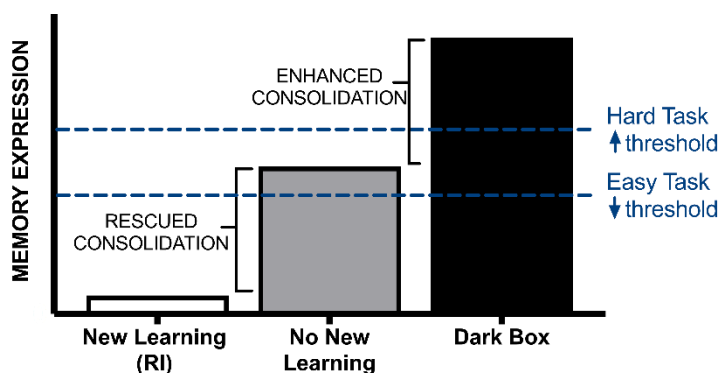 MEMORY EXPRESSION
ENHANCED
CONSOLIDATION
Hard Task
↑ threshold
Easy Task
↓ threshold
RESCUED
CONSOLIDATION
New Learning
(RI)
No New
Learning
Dark Box